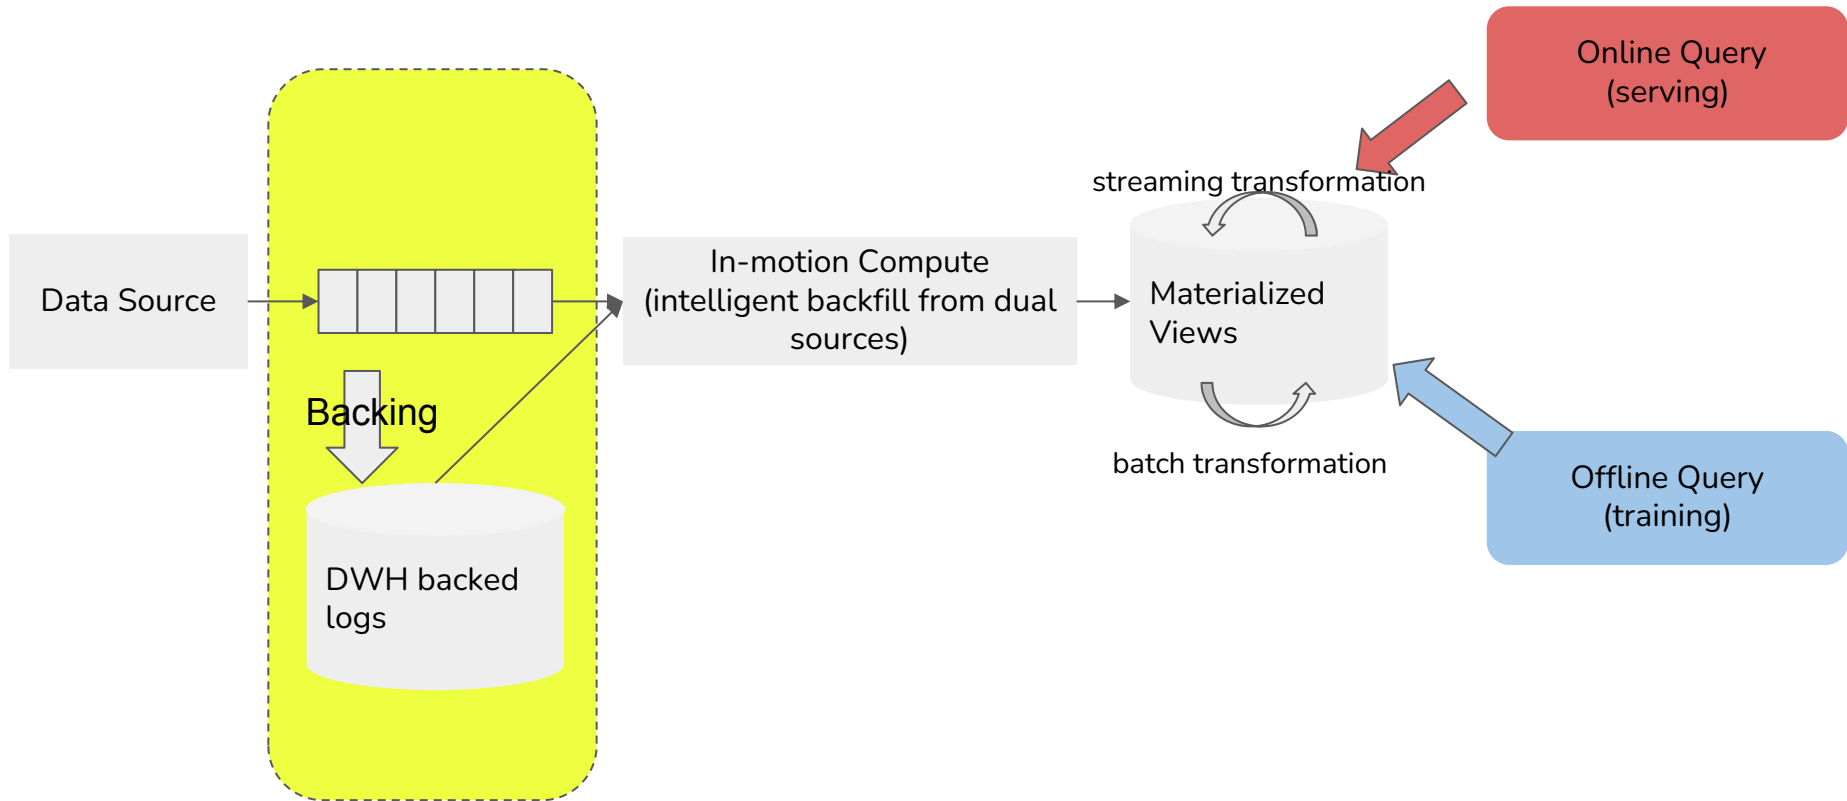 Online Query
(serving)
streaming transformation
Data Source
In-motion Compute
(intelligent backfill from dual
sources)
Materialized
Views
Backing
batch transformation
Offline Query
(training)
DWH backed
logs